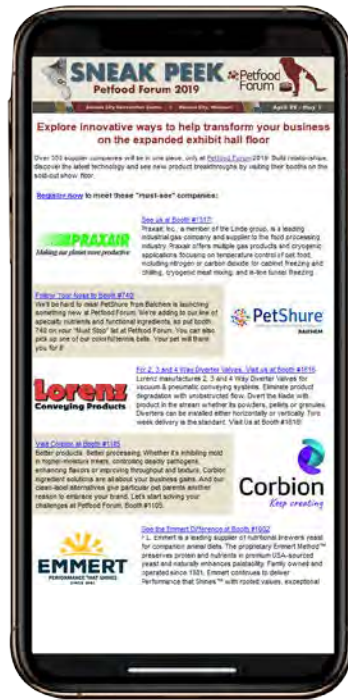 SNEAK PEEK
Petfood Forum 2019
Petfood
Forum
Kansas City Convention Center | Kansas City, Missouri | April 29 - May 1
Explore innovative ways to help transform your business
on the expanded exhibit hall floor
Over 350 supplier companies will be in one place, only at Petfood Forum 2019! Build relationships,
discover the latest technology and see new product breakthroughs by visiting their booths on the
sold-out show floor.
Register Now to meet these "must-see" companies:
See us at Booth #1317!
Praxair, Inc., a member of the Linde group, is a leading
industrial gas company and supplier to the fluid processing
industry. Praxair offers multiple gas products and cryogenic
applications focusing on temperature control of pet food,
including nitrogen or carbon dioxide for cabinet freezing and
chilling, cryogenic meat mixing, and in-line tunnel freezing.
PRAXAIR
Making our planet more productive
Follow Your Nose to Booth #740
We'll be hard to miss! PetShure from Balchem is launching
something new at Petfood Forum. We're adding to our line of
specialty nutrients and functional ingredients, so put booth
740 on your "Must Stop" list at Petfood Forum. You can also
pick up one of our colorful tennis balls. Your pet will thank
you for it!
PetShure
BALCHEM
For 2, 3 and 4 Way Diverter Valves, Visit us at Booth #1616
Lorenz manufactures 2, 3 and 4 Way Diverter Valves for
vacuum & pneumatic conveying systems. Eliminate product
degradation with unobstructed flow. Divert the blade with
product in the stream whether its powders, pellets or granules.
Diverters can be installed either horizontally or vertically. Two
week delivery is the standard. Visit Us at Booth #1616!
Lorenz
Conveying Products
Visit Corbion at Booth #1105
Better products. Better processing. Whether it's inhibiting mold
in higher-moisture treats, controlling deadly pathogens,
enhancing flavors or improving throughput and texture, Corbion
ingredient solutions are all about your business gains. And our
clean-label alternatives give particular pet parents another
reason to embrace your brand. Let's start solving your
challenges at Petfood Forum, Booth #1105.
Corbion
Keep creating
See the Emmert Difference at Booth #1602
F.L. Emmert is a leading supplier of nutritional brewers yeast
for companion animal diets. The proprietary Emmert Method™
preserves protein and nutrients in premium USA-sourced
yeast and naturally enhances palatability. Family owned and
operated since 1881, Emmert continues to deliver
Performance that Shines™ with rooted values, exceptional
EMMERT
PERFORMANCE THAT SHINES
SINCE 1881